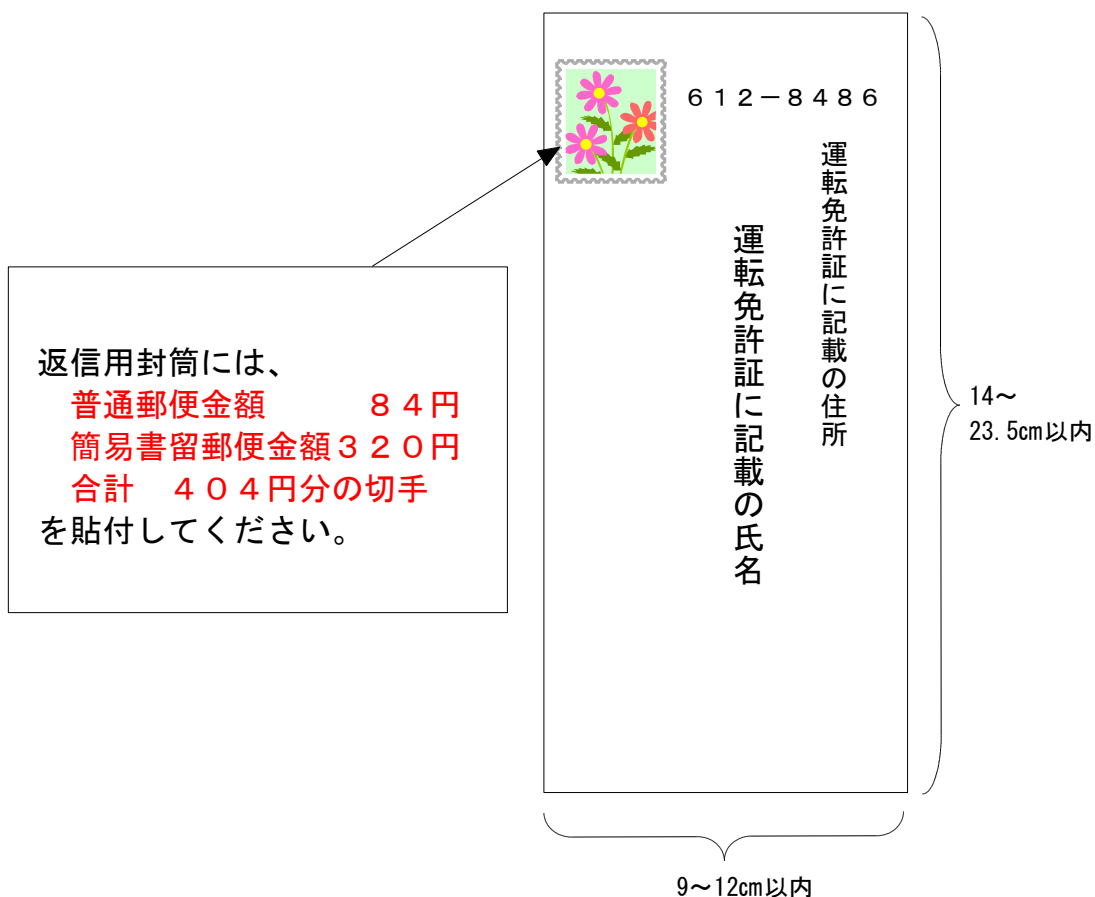 ６１２－８４８６
運転免許証に記載の住所
運転免許証に記載の氏名
返信用封筒には、
普通郵便金額　　　８４円
簡易書留郵便金額３２０円
合計　４０４円分の切手
を貼付してください。
14～
23.5cm以内
9～12cm以内